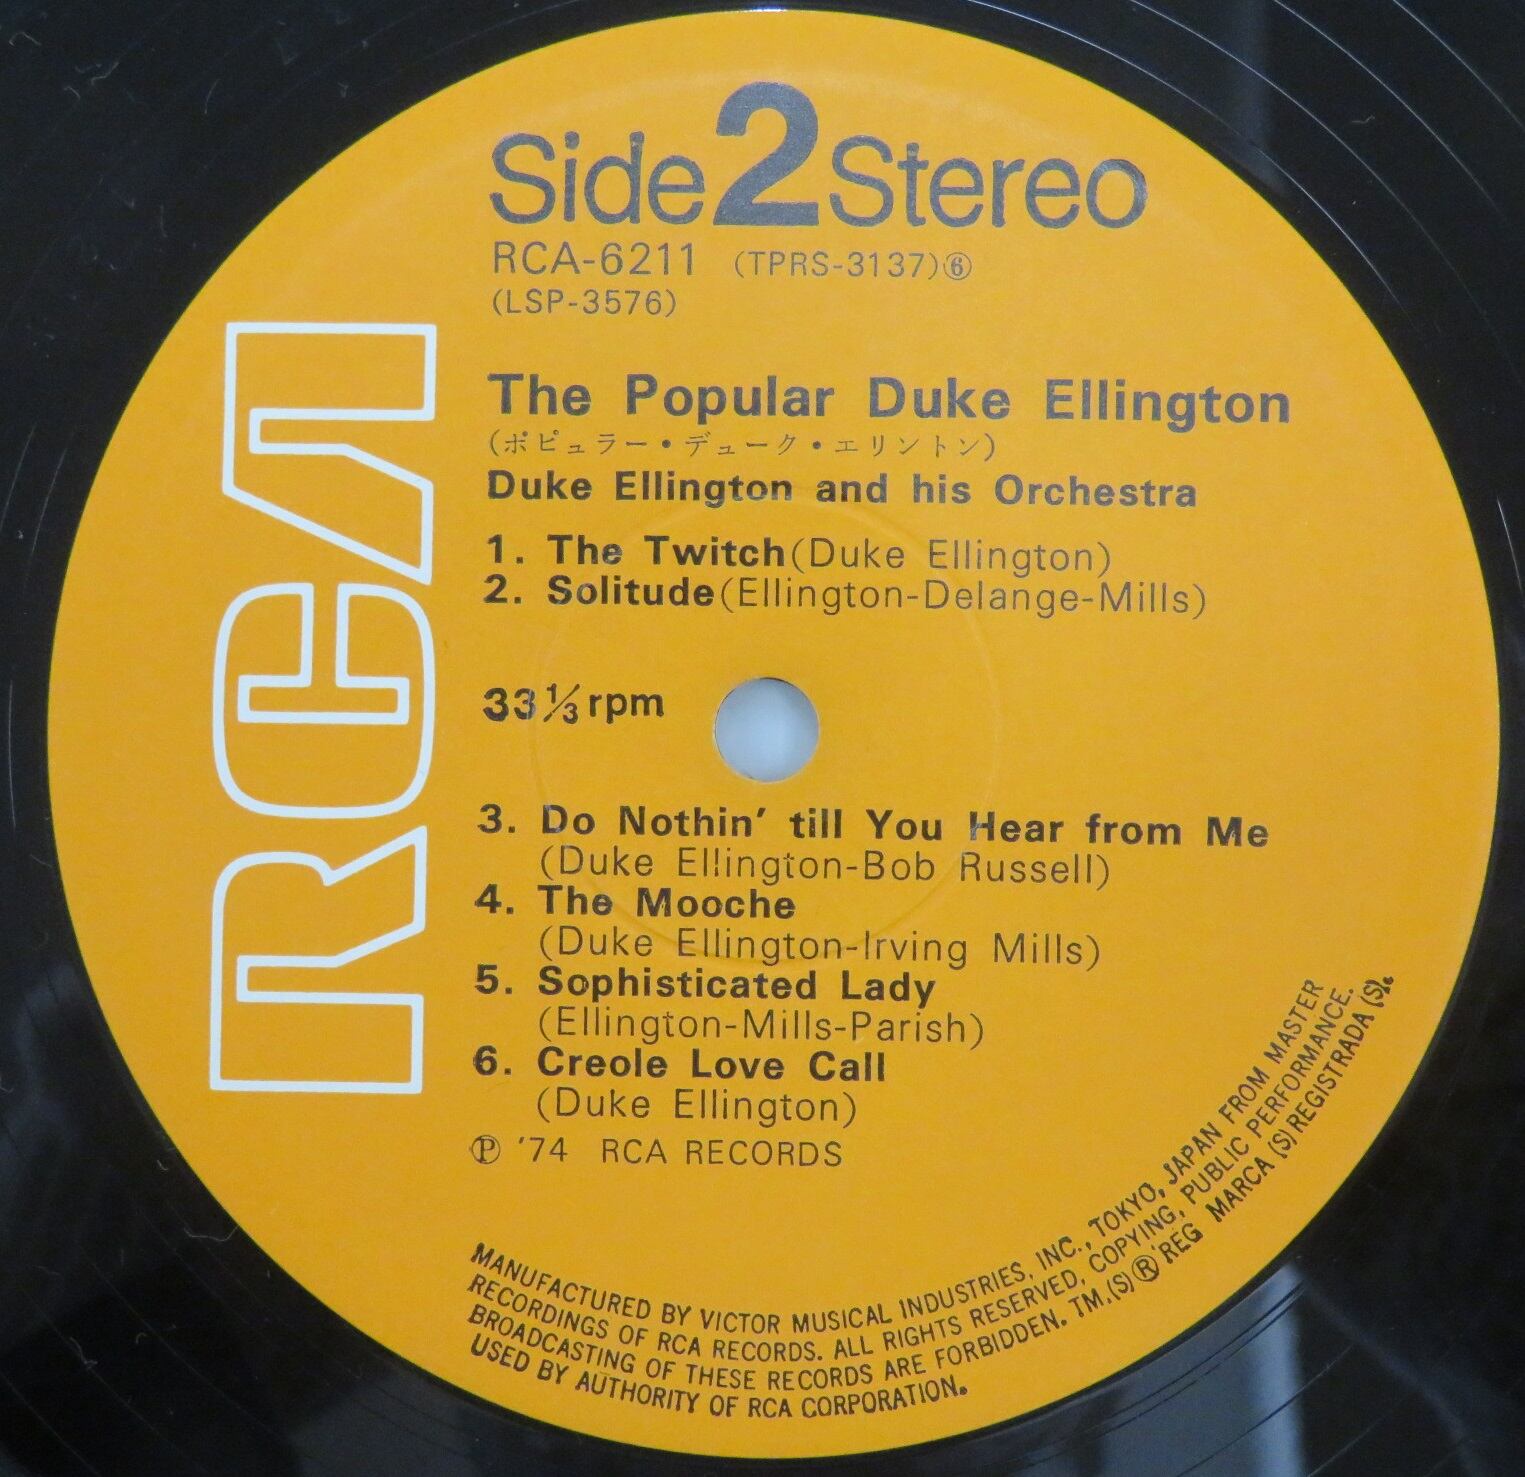 Side 2 Stereo
RCA-6211 (TPRS-3137)⑥
(LSP-3576)
RCA
The Popular Duke Ellington
(ポピュラー・デューク・エリントン)
Duke Ellington and his Orchestra
1. The Twitch (Duke Ellington)
2. Solitude (Ellington-Delange-Mills)
33⅓ rpm
3. Do Nothin' till You Hear from Me
(Duke Ellington-Bob Russell)
4. The Mooche
(Duke Ellington-Irving Mills)
5. Sophisticated Lady
(Ellington-Mills-Parish)
6. Creole Love Call
(Duke Ellington)
Ⓟ '74 RCA RECORDS
MANUFACTURED BY VICTOR MUSICAL INDUSTRIES, INC., TOKYO, JAPAN FROM MASTER
RECORDINGS OF RCA RECORDS. ALL RIGHTS RESERVED, COPYING, PUBLIC PERFORMANCE.
BROADCASTING OF THESE RECORDS ARE FORBIDDEN. TM.(S)® REG MARCA (S) REGISTRADA (S).
USED BY AUTHORITY OF RCA CORPORATION.